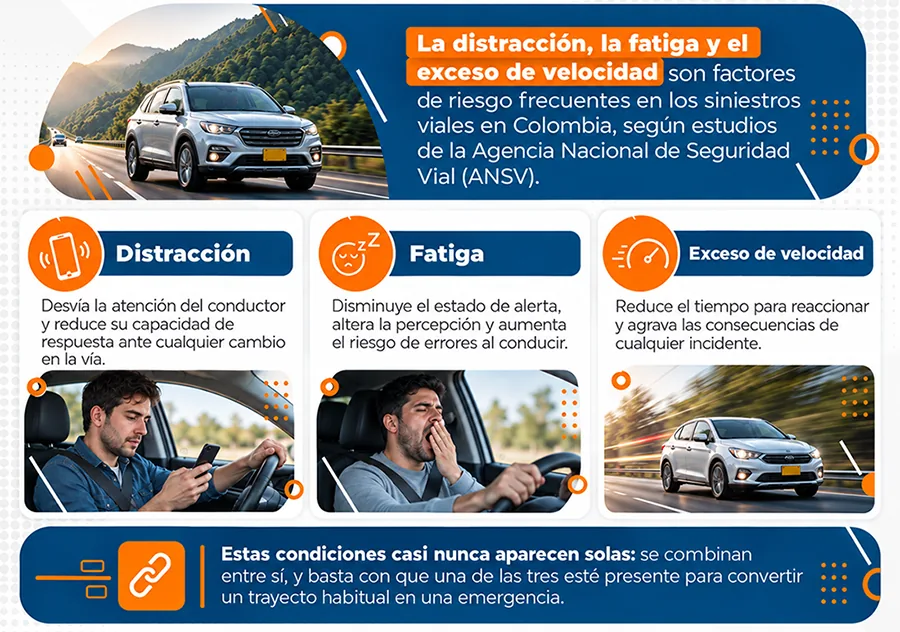 La distracción, la fatiga y el
exceso de velocidad son factores
de riesgo frecuentes en los siniestros
viales en Colombia, según estudios
de la Agencia Nacional de Seguridad
Vial (ANSV).
Distracción
Desvía la atención del conductor
y reduce su capacidad de
respuesta ante cualquier cambio
en la vía.
zzZ
Fatiga
Disminuye el estado de alerta,
altera la percepción y aumenta
el riesgo de errores al conducir.
Exceso de velocidad
Reduce el tiempo para reaccionar
y agrava las consecuencias de
cualquier incidente.
Estas condiciones casi nunca aparecen solas: se combinan
entre sí, y basta con que una de las tres esté presente para convertir
un trayecto habitual en una emergencia.